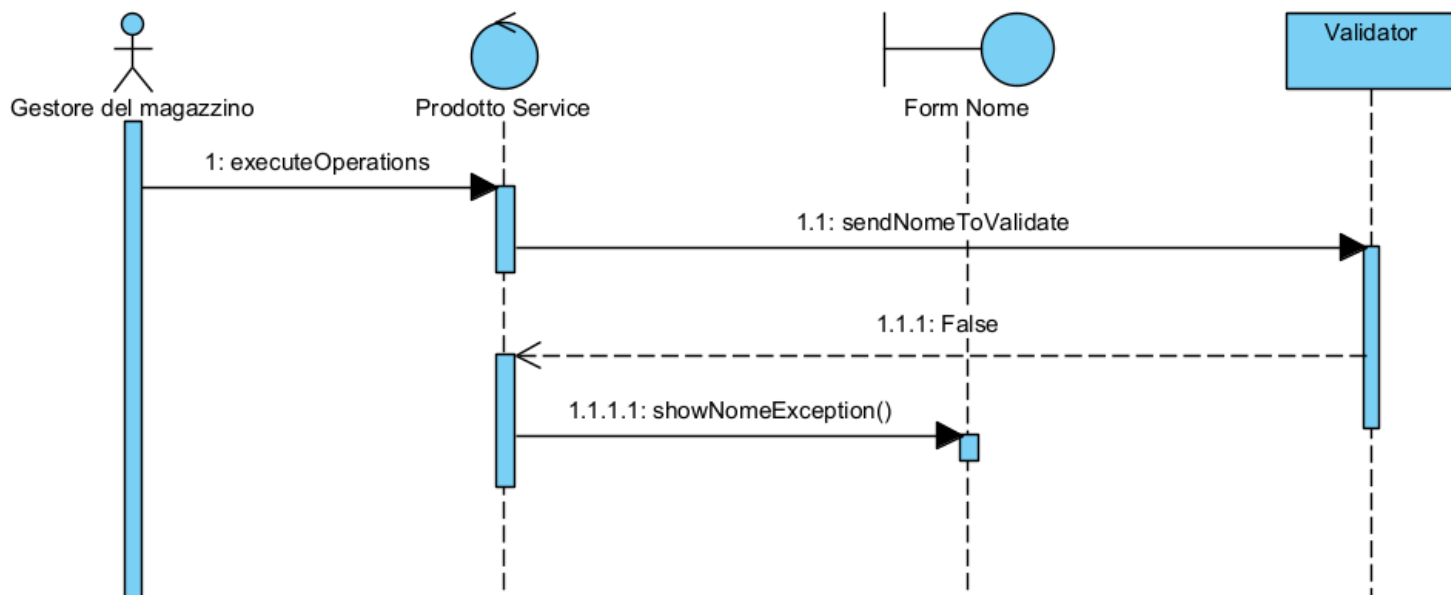 Validator
Gestore del magazzino
Prodotto Service
Form Nome
1: executeOperations
1.1: sendNomeToValidate
1.1.1: False
1.1.1.1: showNomeException()